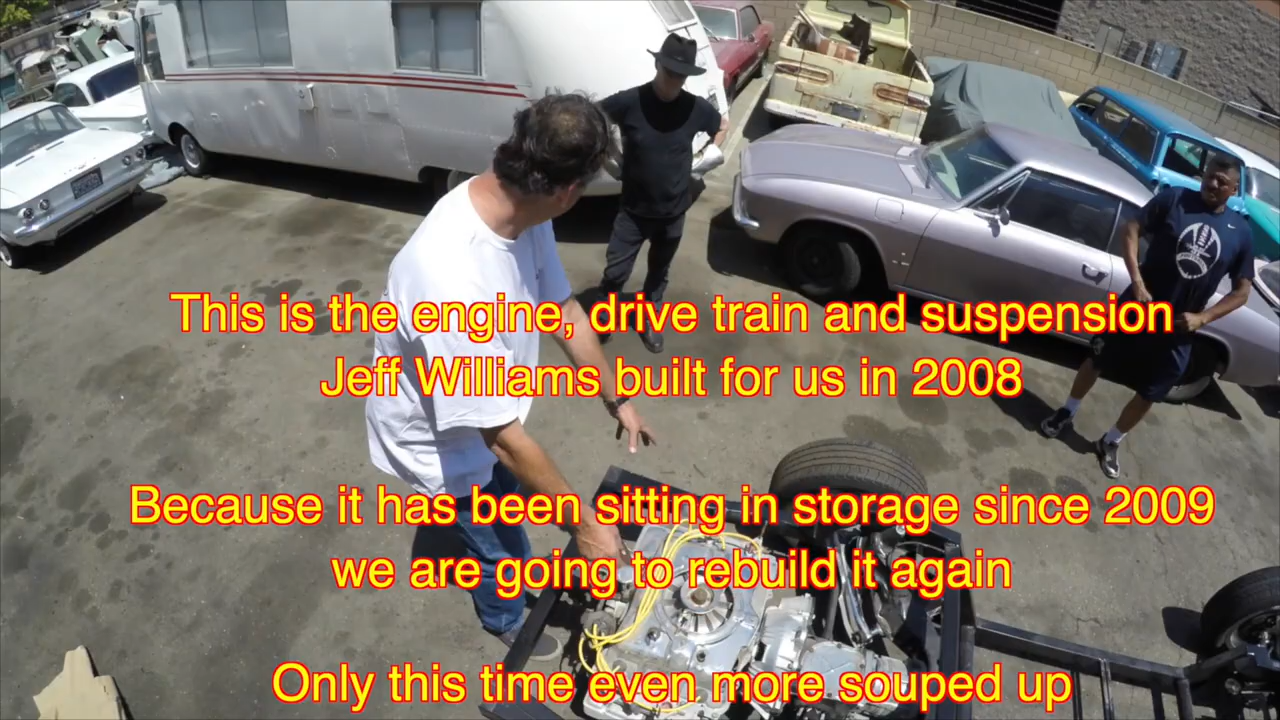 This is the engine, drive train and suspension
Jeff Williams built for us in 2008
Because it has been sitting in storage since 2009
we are going to rebuild it again
Only this time even more souped up